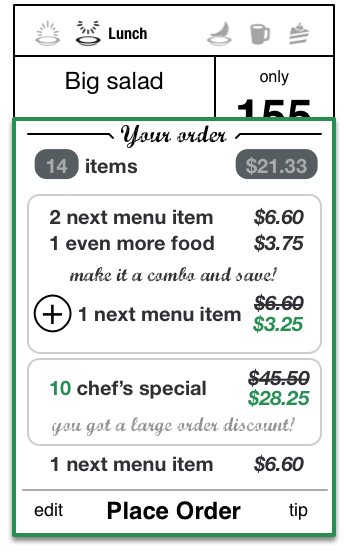 Lunch
Big salad
only
155
Your order
14 items $21.33
2 next menu item $6.60
1 even more food $3.75
make it a combo and save!
$6.60
+ 1 next menu item $3.25
$45.50
10 chef's special $28.25
you got a large order discount!
1 next menu item $6.60
edit Place Order tip